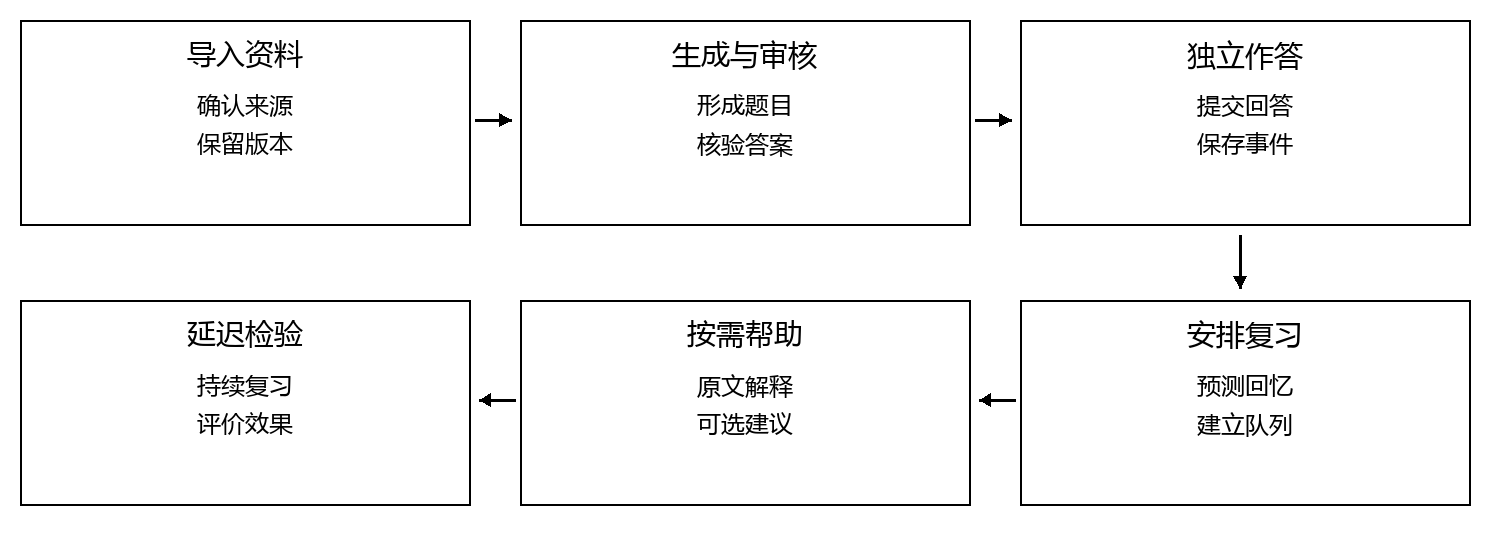 导入资料
确认来源
保留版本
生成与审核
形成题目
核验答案
独立作答
提交回答
保存事件
安排复习
预测回忆
建立队列
按需帮助
原文解释
可选建议
延迟检验
持续复习
评价效果